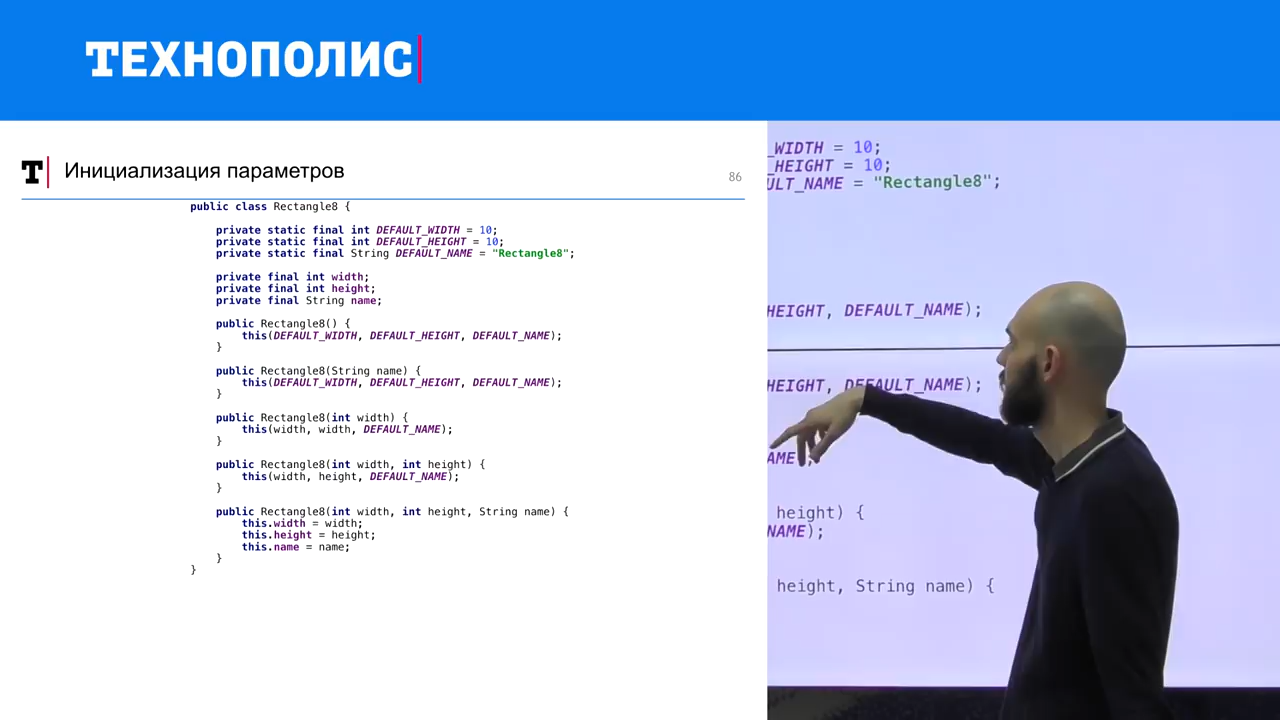 ТЕХНОПОЛИС
Т Инициализация параметров
86
public class Rectangle8 {
private static final int DEFAULT_WIDTH = 10;
private static final int DEFAULT_HEIGHT = 10;
private static final String DEFAULT_NAME = "Rectangle8";
private final int width;
private final int height;
private final String name;
public Rectangle8() {
this(DEFAULT_WIDTH, DEFAULT_HEIGHT, DEFAULT_NAME);
}
public Rectangle8(String name) {
this(DEFAULT_WIDTH, DEFAULT_HEIGHT, DEFAULT_NAME);
}
public Rectangle8(int width) {
this(width, width, DEFAULT_NAME);
}
public Rectangle8(int width, int height) {
this(width, height, DEFAULT_NAME);
}
public Rectangle8(int width, int height, String name) {
this.width = width;
this.height = height;
this.name = name;
}
}
_WIDTH = 10;
_HEIGHT = 10;
ULT_NAME = "Rectangle8";
HEIGHT, DEFAULT_NAME);
HEIGHT, DEFAULT_NAME);
AME);
height) {
NAME);
height, String name) {